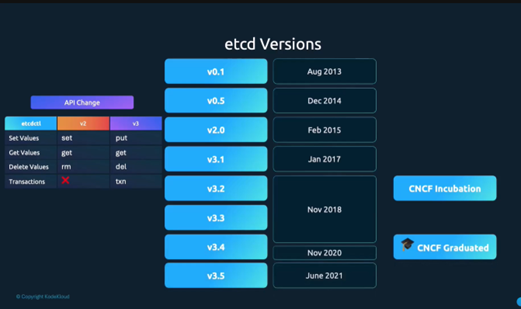 etcd Versions
API Change
etcdctl v2 v3
Set Values set put
Get Values get get
Delete Values rm del
Transactions txn
v0.1 Aug 2013
v0.5 Dec 2014
v2.0 Feb 2015
v3.1 Jan 2017
v3.2
v3.3
Nov 2018
v3.4 Nov 2020
v3.5 June 2021
CNCF Incubation
CNCF Graduated
© Copyright KodeKloud